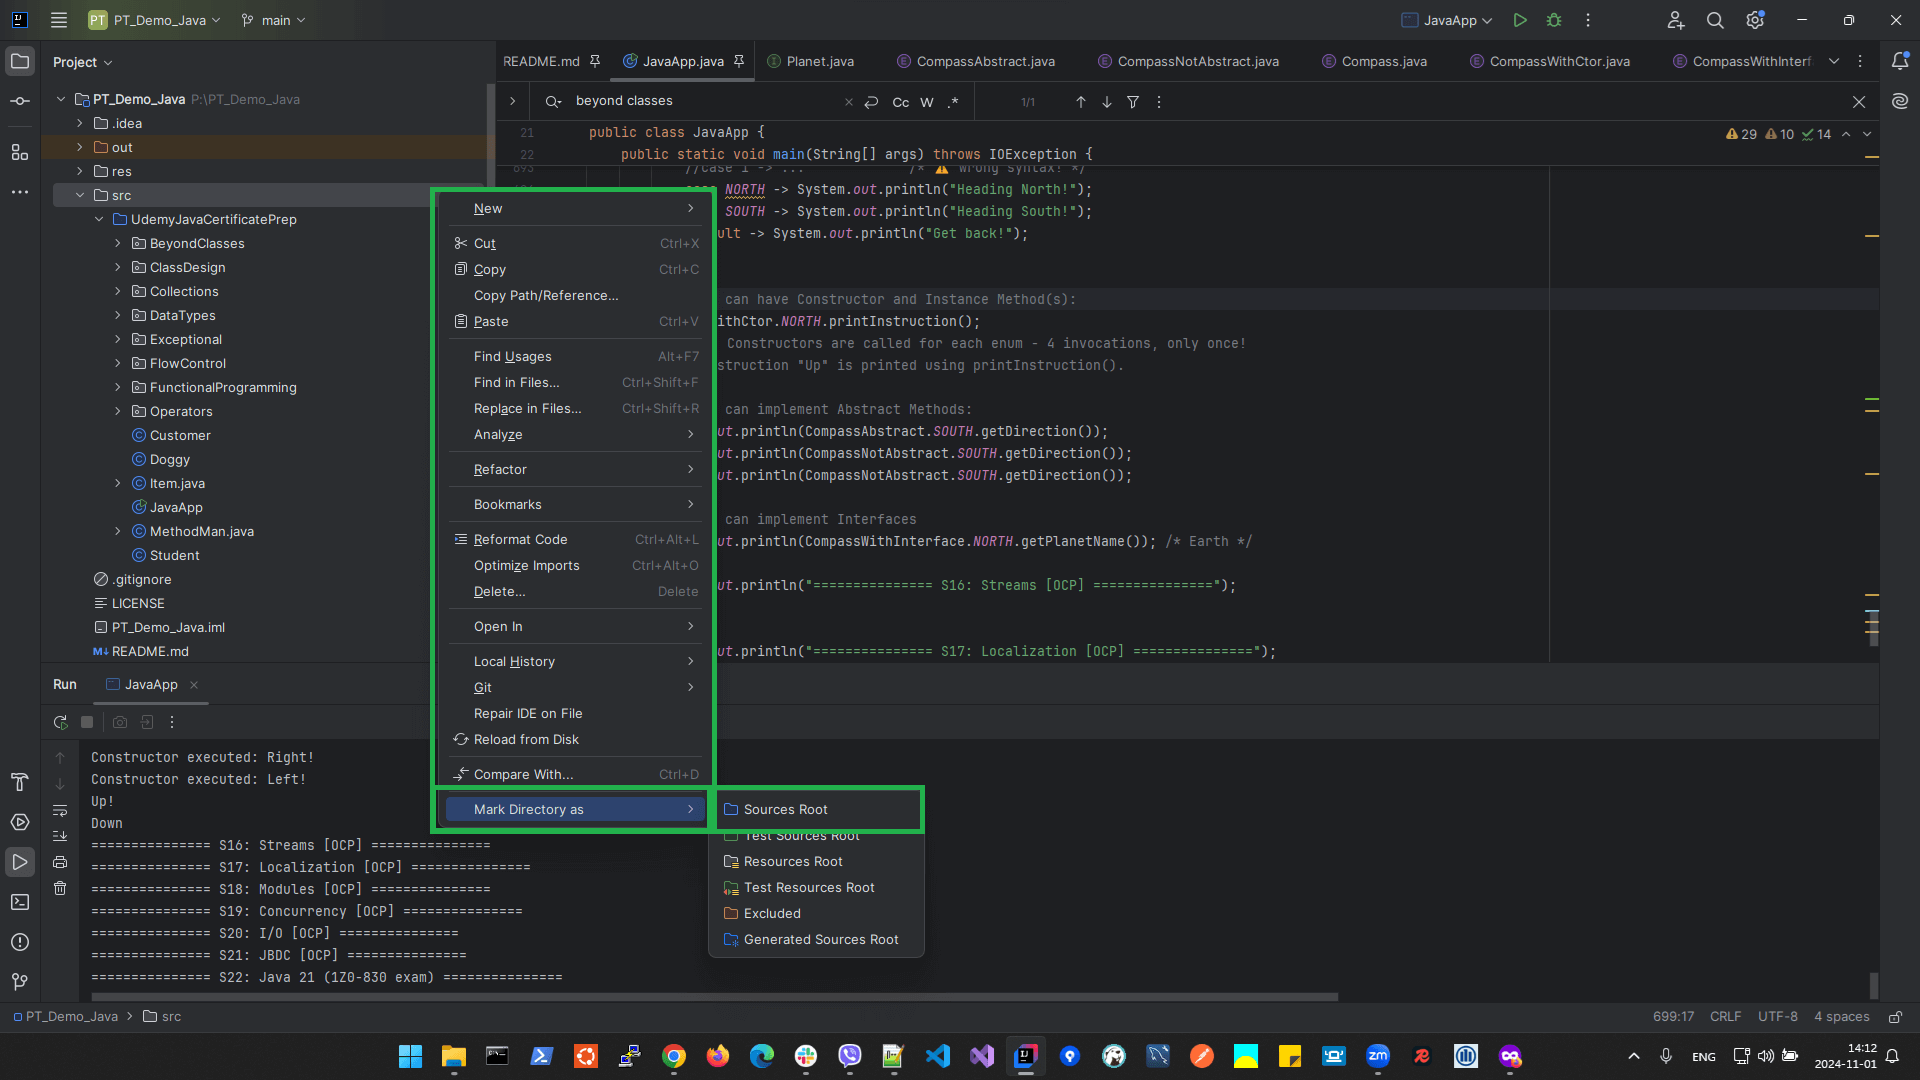 PT PT_Demo_Java main JavaApp
Project
README.md JavaApp.java Planet.java CompassAbstract.java CompassNotAbstract.java Compass.java CompassWithCtor.java CompassWithInterf
beyond classes Cc W .* 1/1
PT_Demo_Java P:\PT_Demo_Java
.idea
out
res
src
UdemyJavaCertificatePrep
BeyondClasses
ClassDesign
Collections
DataTypes
Exceptional
FlowControl
FunctionalProgramming
Operators
Customer
Doggy
Item.java
JavaApp
MethodMan.java
Student
.gitignore
LICENSE
PT_Demo_Java.iml
README.md
29 10 14
21 public class JavaApp {
22 public static void main(String[] args) throws IOException {
693 //case 1 -> ... /* ⚠ wrong syntax! */
NORTH -> System.out.println("Heading North!");
SOUTH -> System.out.println("Heading South!");
ult -> System.out.println("Get back!");
can have Constructor and Instance Method(s):
ithCtor.NORTH.printInstruction();
Constructors are called for each enum - 4 invocations, only once!
struction "Up" is printed using printInstruction().
can implement Abstract Methods:
ut.println(CompassAbstract.SOUTH.getDirection());
ut.println(CompassNotAbstract.SOUTH.getDirection());
ut.println(CompassNotAbstract.SOUTH.getDirection());
can implement Interfaces
ut.println(CompassWithInterface.NORTH.getPlanetName()); /* Earth */
ut.println("=============== S16: Streams [OCP] ===============");
ut.println("=============== S17: Localization [OCP] ===============");
New
Cut Ctrl+X
Copy Ctrl+C
Copy Path/Reference...
Paste Ctrl+V
Find Usages Alt+F7
Find in Files... Ctrl+Shift+F
Replace in Files... Ctrl+Shift+R
Analyze
Refactor
Bookmarks
Reformat Code Ctrl+Alt+L
Optimize Imports Ctrl+Alt+O
Delete... Delete
Open In
Local History
Git
Repair IDE on File
Reload from Disk
Compare With... Ctrl+D
Mark Directory as
Sources Root
Test Sources Root
Resources Root
Test Resources Root
Excluded
Generated Sources Root
Run JavaApp
Constructor executed: Right!
Constructor executed: Left!
Up!
Down
=============== S16: Streams [OCP] ===============
=============== S17: Localization [OCP] ===============
=============== S18: Modules [OCP] ===============
=============== S19: Concurrency [OCP] ===============
=============== S20: I/O [OCP] ===============
=============== S21: JBDC [OCP] ===============
=============== S22: Java 21 (1Z0-830 exam) ===============
PT_Demo_Java > src
699:17 CRLF UTF-8 4 spaces
zm
ENG
14:12
2024-11-01